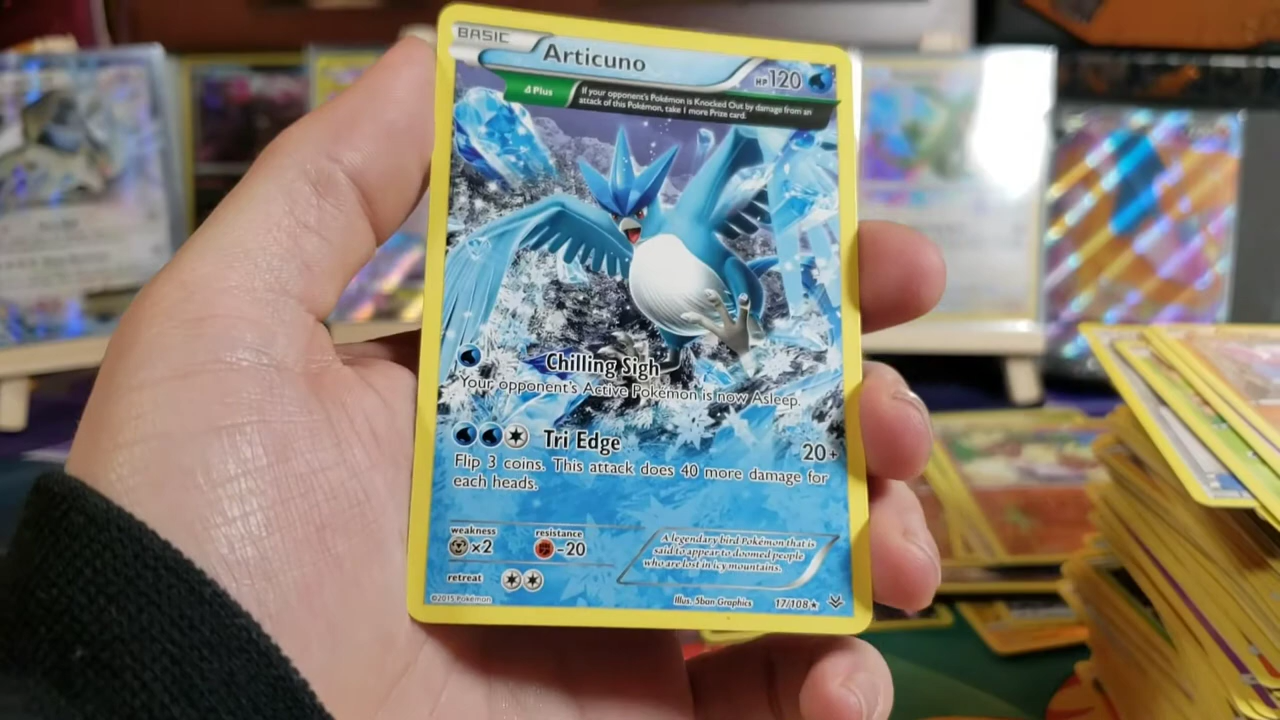 BASIC
Articuno
HP120
Δ Plus
If your opponent's Pokémon is Knocked Out by damage from an
attack of this Pokémon, take 1 more Prize card.
Chilling Sigh
Your opponent's Active Pokémon is now Asleep.
Tri Edge
20+
Flip 3 coins. This attack does 40 more damage for
each heads.
weakness
×2
resistance
-20
retreat
A legendary bird Pokémon that is
said to appear to doomed people
who are lost in icy mountains.
©2015 Pokémon
Illus. 5ban Graphics
17/108★